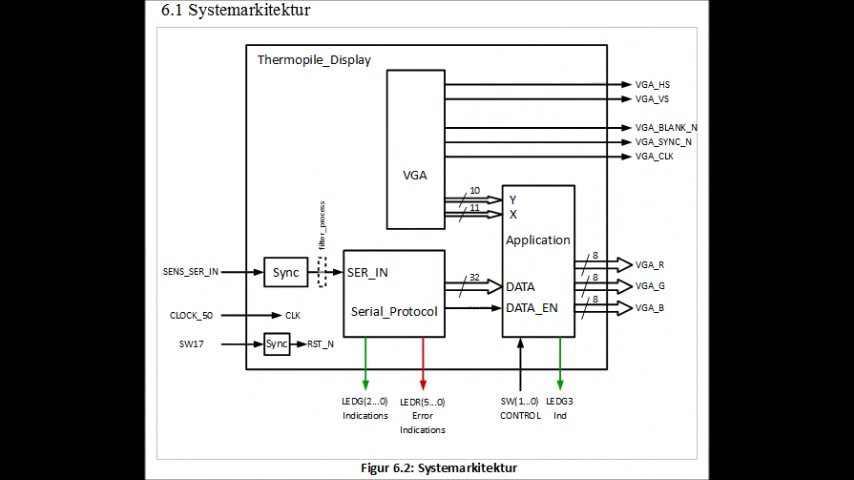 6.1 Systemarkitektur
Thermopile_Display
VGA_HS
VGA_VS
VGA_BLANK_N
VGA_SYNC_N
VGA_CLK
VGA
10
11
Y
X
Application
filter_process
SENS_SER_IN
Sync
SER_IN
32
DATA
8
VGA_R
8
VGA_G
8
VGA_B
CLOCK_50
CLK
Serial_Protocol
DATA_EN
SW17
Sync
RST_N
LEDG(2...0)
Indications
LEDR(5...0)
Error
Indications
SW(1...0)
CONTROL
LEDG3
Ind
Figur 6.2: Systemarkitektur